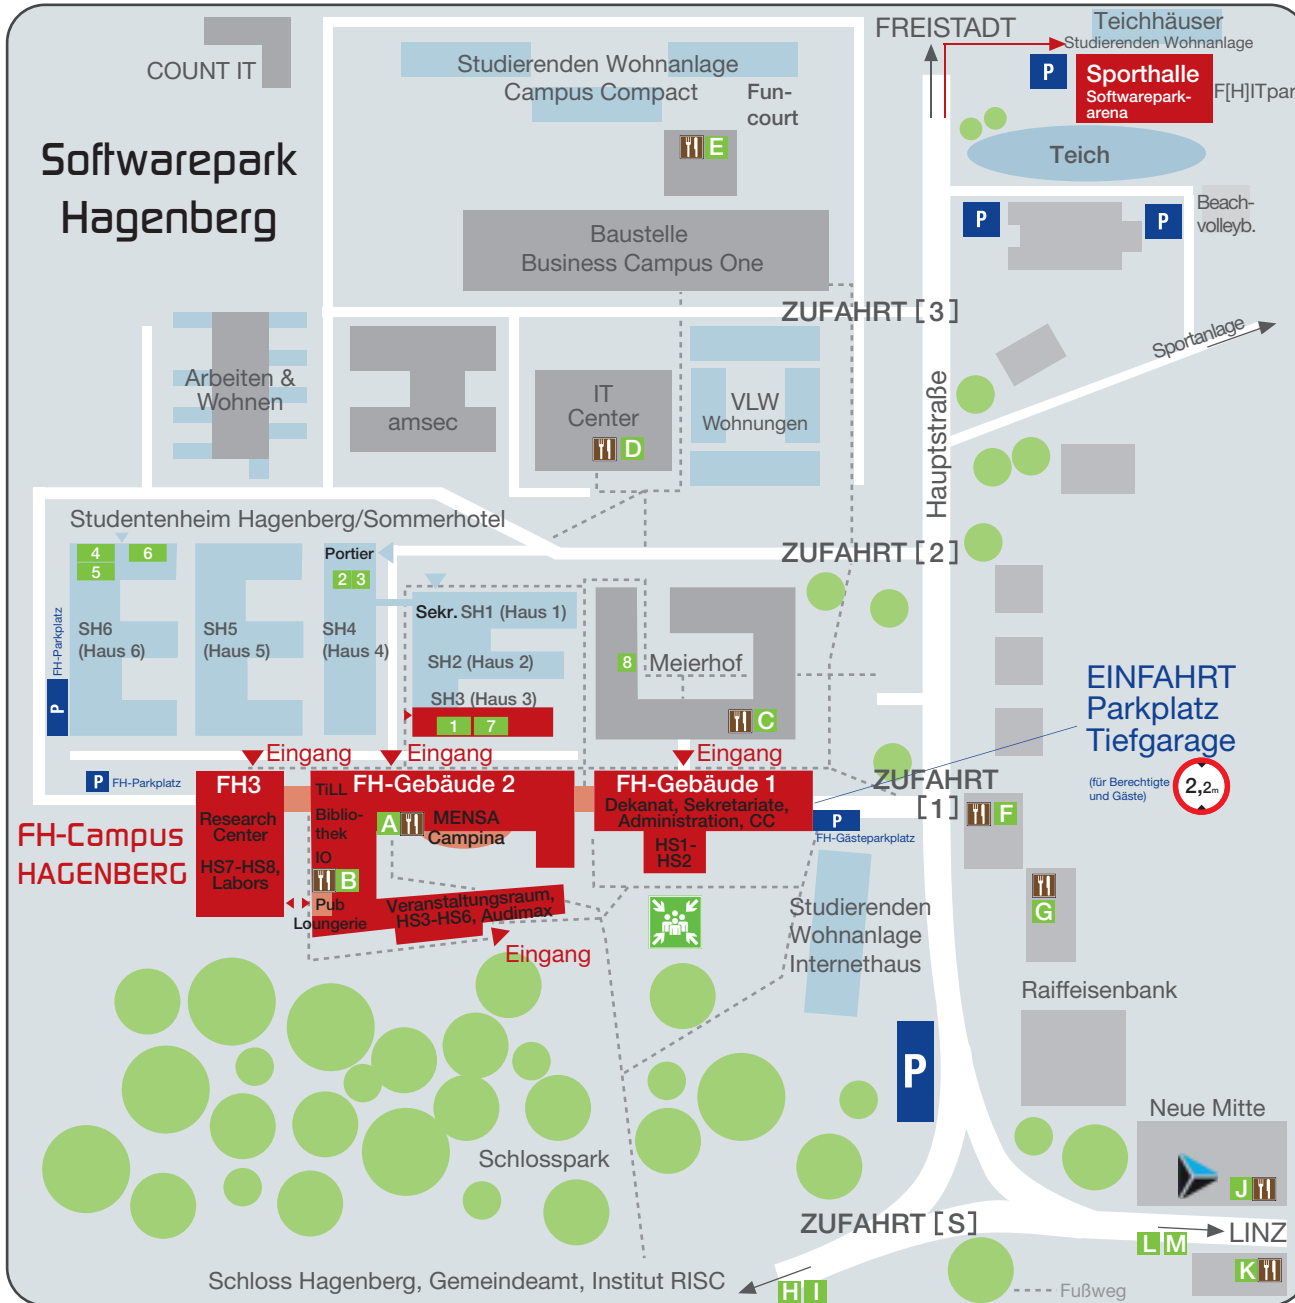 FREISTADT
Teichhäuser
Studierenden Wohnanlage
P
Sporthalle
Softwarepark-
arena
F[H]ITpar
COUNT IT
Studierenden Wohnanlage
Campus Compact
Fun-
court
E
Softwarepark
Hagenberg
Teich
P
P
Beach-
volleyb.
Baustelle
Business Campus One
ZUFAHRT [3]
Sportanlage
Arbeiten &
Wohnen
amsec
IT
Center
D
VLW
Wohnungen
Hauptstraße
Studentenheim Hagenberg/Sommerhotel
ZUFAHRT [2]
4
5
6
Portier
2 3
FH-Parkplatz
P
SH6
(Haus 6)
SH5
(Haus 5)
SH4
(Haus 4)
Sekr. SH1 (Haus 1)
SH2 (Haus 2)
SH3 (Haus 3)
1
7
8
Meierhof
C
EINFAHRT
Parkplatz
Tiefgarage
(für Berechtigte
und Gäste)
2,2m
Eingang
Eingang
Eingang
P
FH-Parkplatz
FH3
Research
Center
HS7-HS8,
Labors
TiLL
Biblio-
thek
IO
B
Pub
Loungerie
FH-Gebäude 2
A
MENSA
Campina
Veranstaltungsraum,
HS3-HS6, Audimax
Eingang
FH-Gebäude 1
Dekanat, Sekretariate,
Administration, CC
HS1-
HS2
P
FH-Gästeparkplatz
ZUFAHRT
[1]
F
G
FH-Campus
HAGENBERG
Studierenden
Wohnanlage
Internethaus
Raiffeisenbank
P
Neue Mitte
J
Schlosspark
ZUFAHRT [S]
LINZ
L M
K
Schloss Hagenberg, Gemeindeamt, Institut RISC
H I
Fußweg